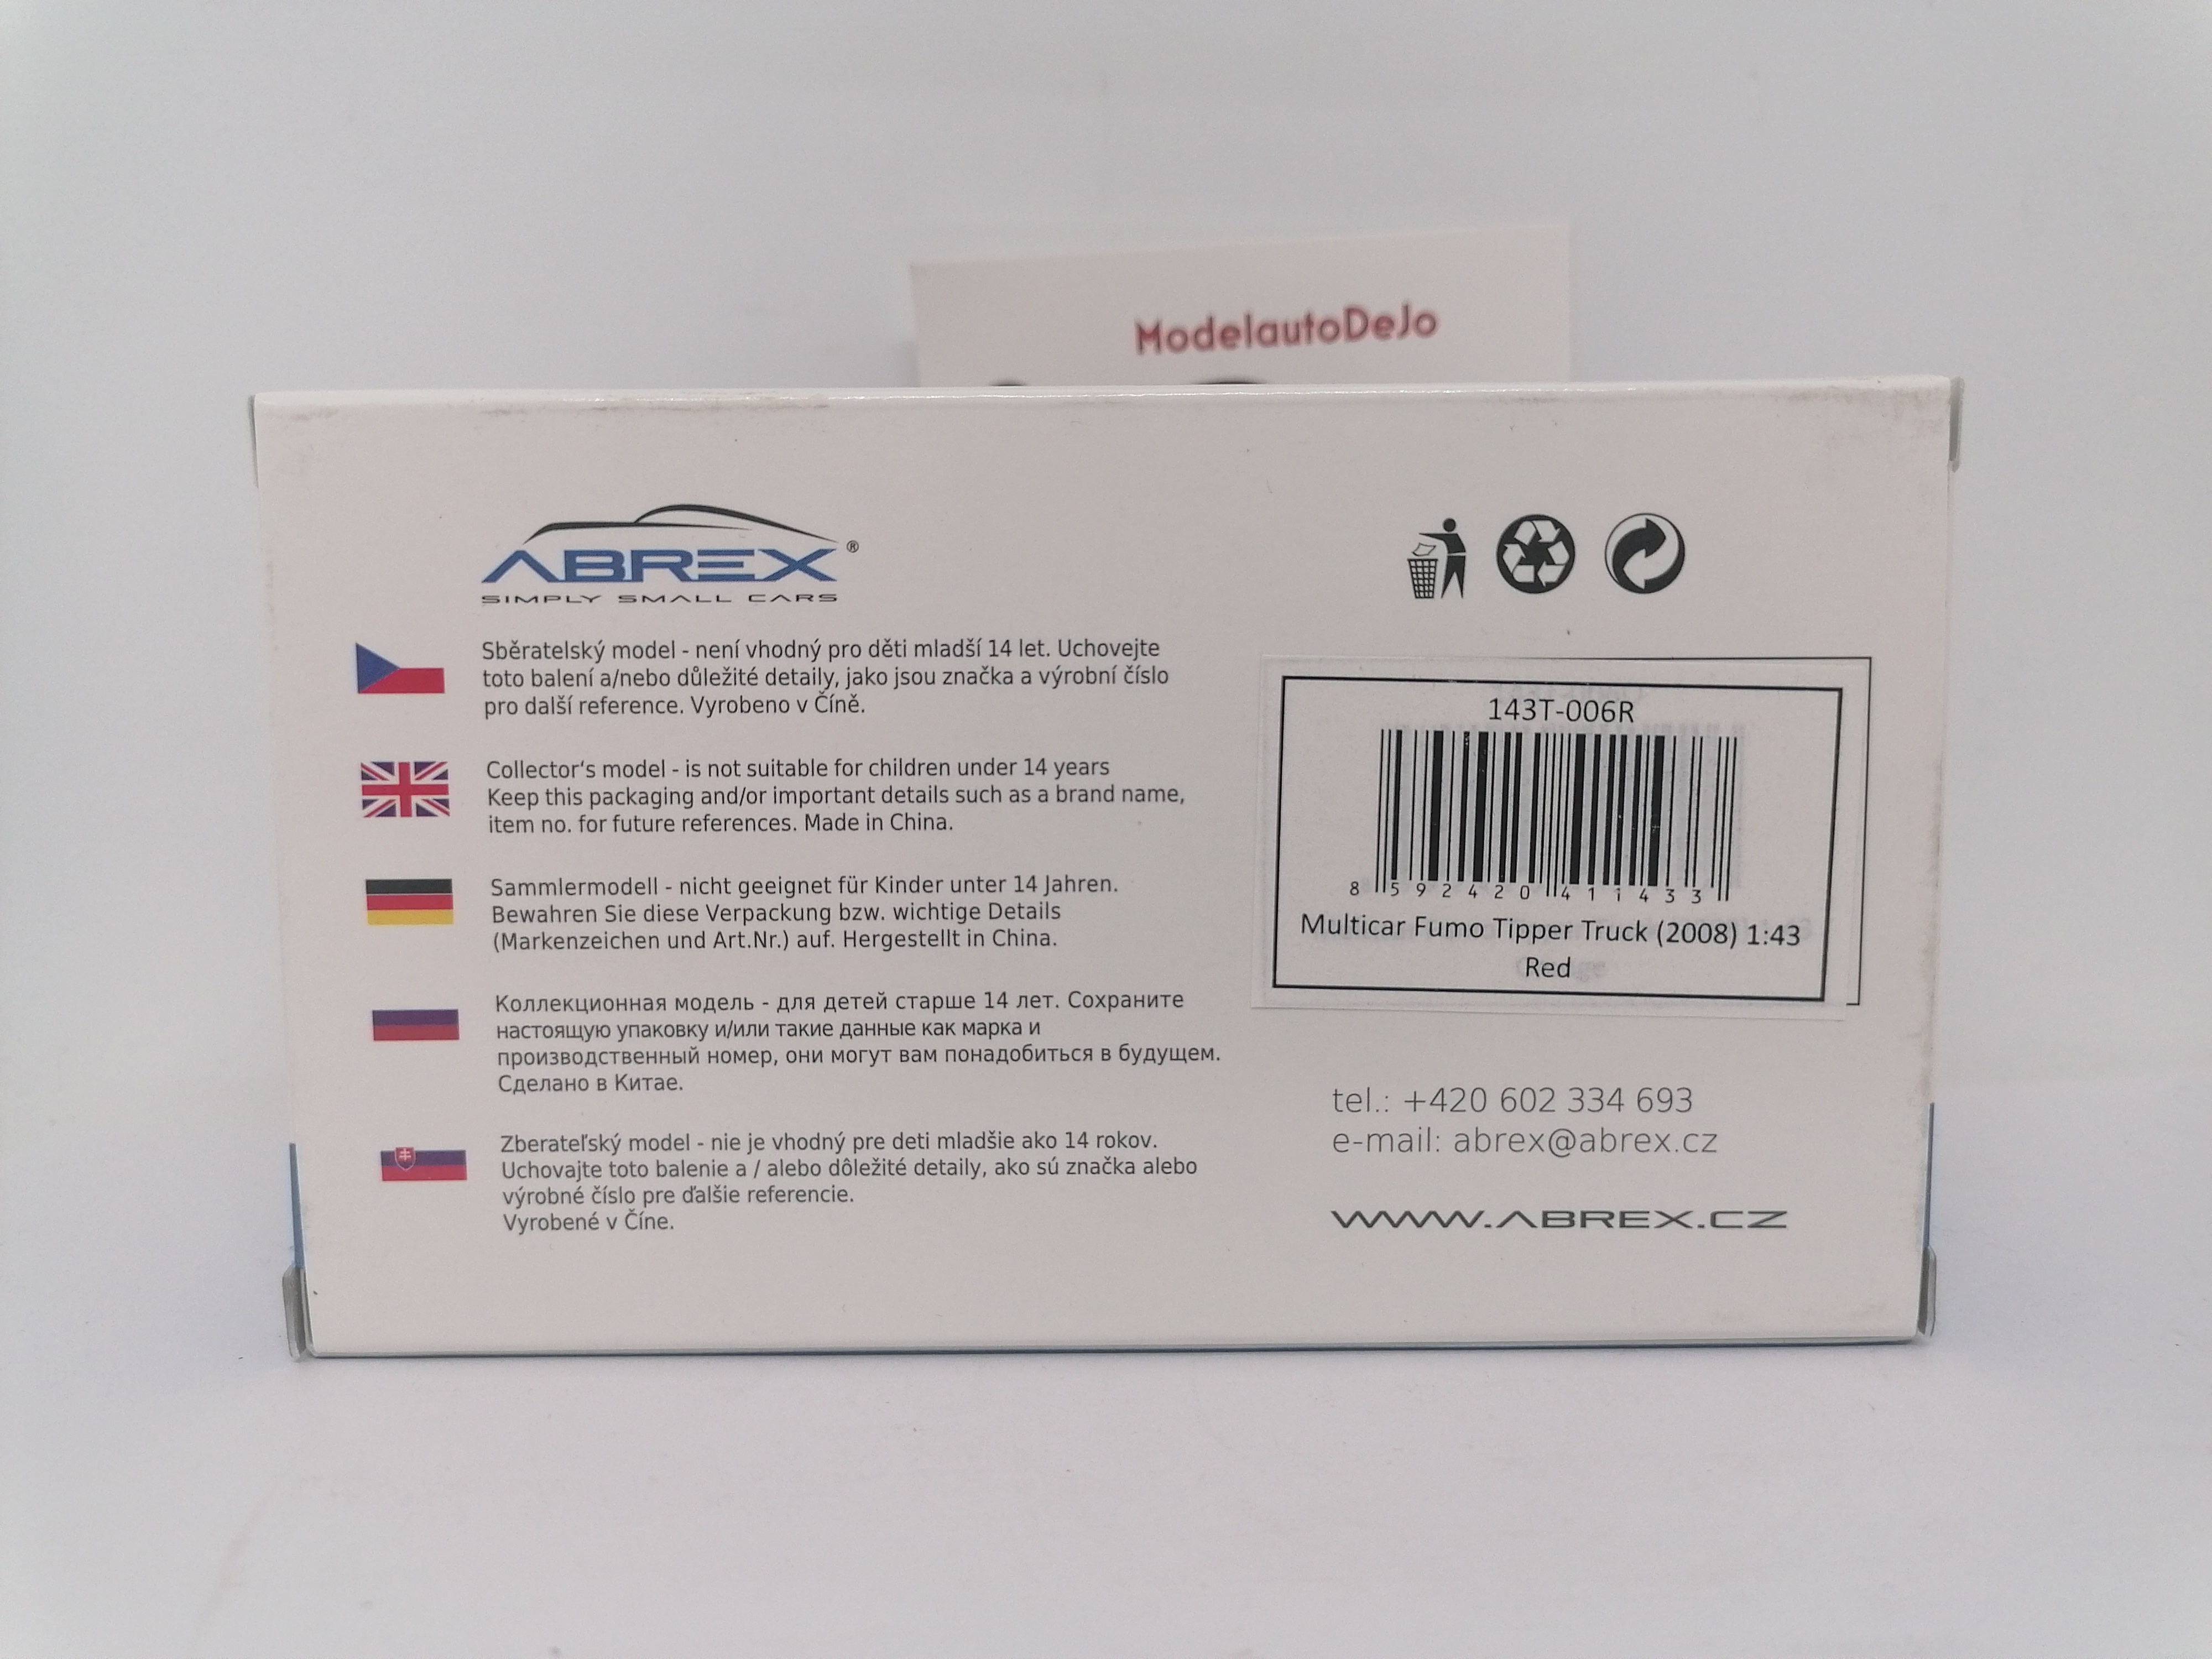 ModelautoDeJo
ABREX®
SIMPLY SMALL CARS
Sběratelský model - není vhodný pro děti mladší 14 let. Uchovejte
toto balení a/nebo důležité detaily, jako jsou značka a výrobní číslo
pro další reference. Vyrobeno v Číně.
Collector's model - is not suitable for children under 14 years
Keep this packaging and/or important details such as a brand name,
item no. for future references. Made in China.
Sammlermodell - nicht geeignet für Kinder unter 14 Jahren.
Bewahren Sie diese Verpackung bzw. wichtige Details
(Markenzeichen und Art.Nr.) auf. Hergestellt in China.
Коллекционная модель - для детей старше 14 лет. Сохраните
настоящую упаковку и/или такие данные как марка и
производственный номер, они могут вам понадобиться в будущем.
Сделано в Китае.
Zberateľský model - nie je vhodný pre deti mladšie ako 14 rokov.
Uchovajte toto balenie a / alebo dôležité detaily, ako sú značka alebo
výrobné číslo pre ďalšie referencie.
Vyrobené v Číne.
143T-006R
8 592420 411433
Multicar Fumo Tipper Truck (2008) 1:43
Red
tel.: +420 602 334 693
e-mail: abrex@abrex.cz
WWW.ABREX.CZ